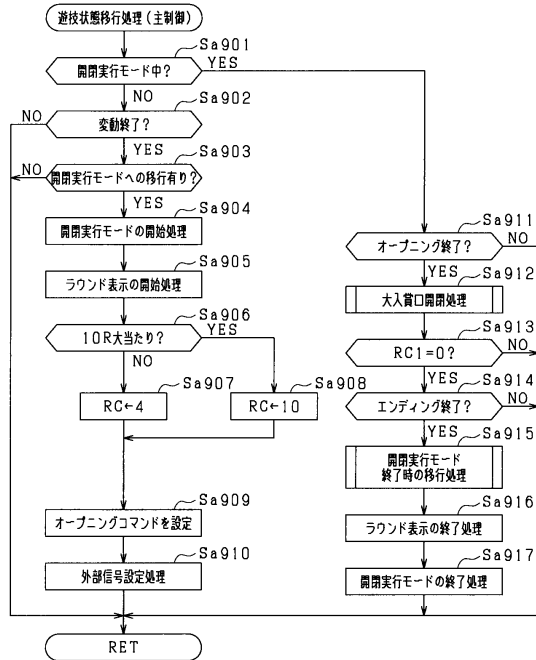 遊技状態移行処理(主制御)
Sa901
開閉実行モード中?
YES
NO
Sa902
NO
変動終了?
YES
Sa903
NO
開閉実行モードへの移行有り?
YES
Sa904
開閉実行モードの開始処理
Sa905
ラウンド表示の開始処理
Sa906
10R大当たり?
YES
NO
Sa907
RC←4
Sa908
RC←10
Sa909
オープニングコマンドを設定
Sa910
外部信号設定処理
Sa911
オープニング終了?
NO
YES
Sa912
大入賞口開閉処理
Sa913
RC1=0?
NO
YES
Sa914
エンディング終了?
NO
YES
Sa915
開閉実行モード
終了時の移行処理
Sa916
ラウンド表示の終了処理
Sa917
開閉実行モードの終了処理
RET